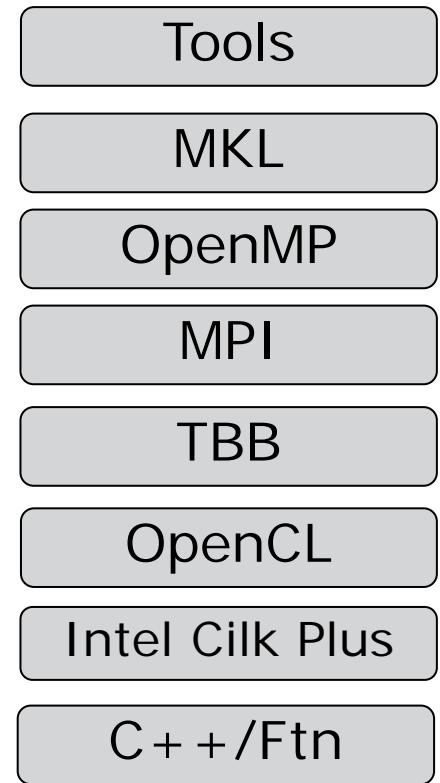 Tools
MKL
OpenMP
MPI
TBB
OpenCL
Intel Cilk Plus
C++/Ftn